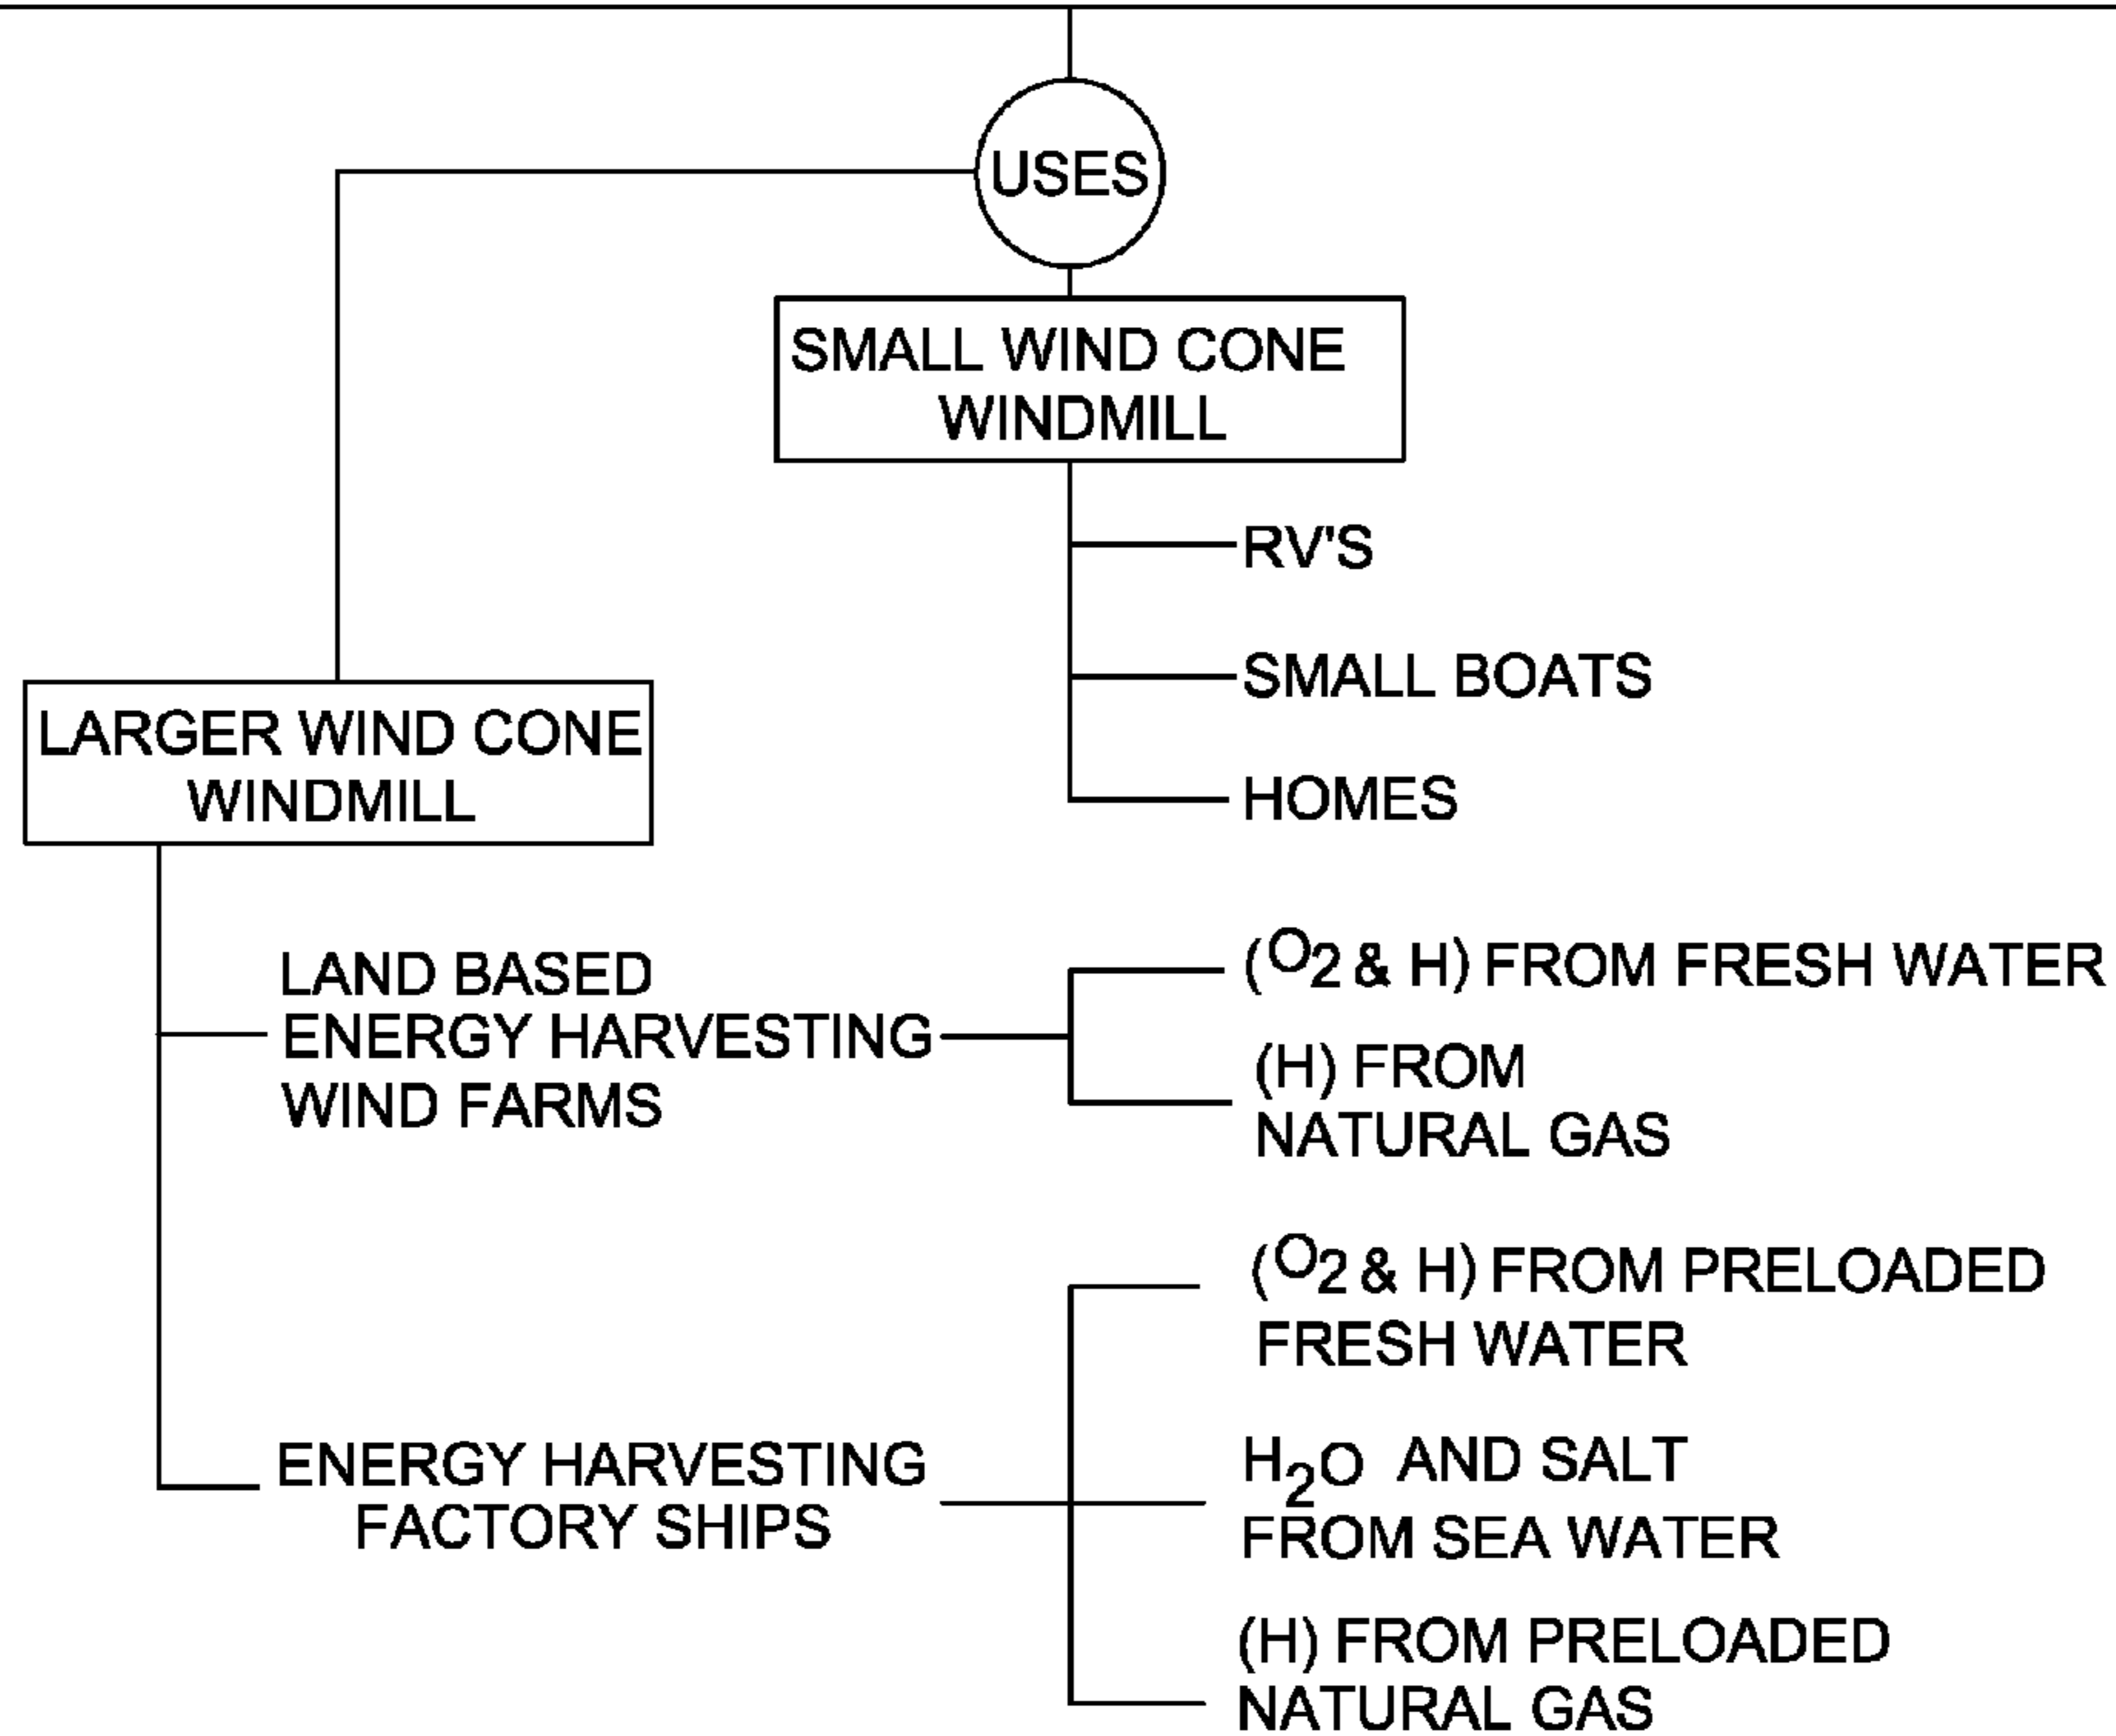 USES
SMALL WIND CONE
WINDMILL
RV'S
SMALL BOATS
HOMES
LARGER WIND CONE
WINDMILL
LAND BASED
ENERGY HARVESTING
WIND FARMS
(O2 & H) FROM FRESH WATER
(H) FROM
NATURAL GAS
ENERGY HARVESTING
FACTORY SHIPS
(O2 & H) FROM PRELOADED
FRESH WATER
H2O AND SALT
FROM SEA WATER
(H) FROM PRELOADED
NATURAL GAS